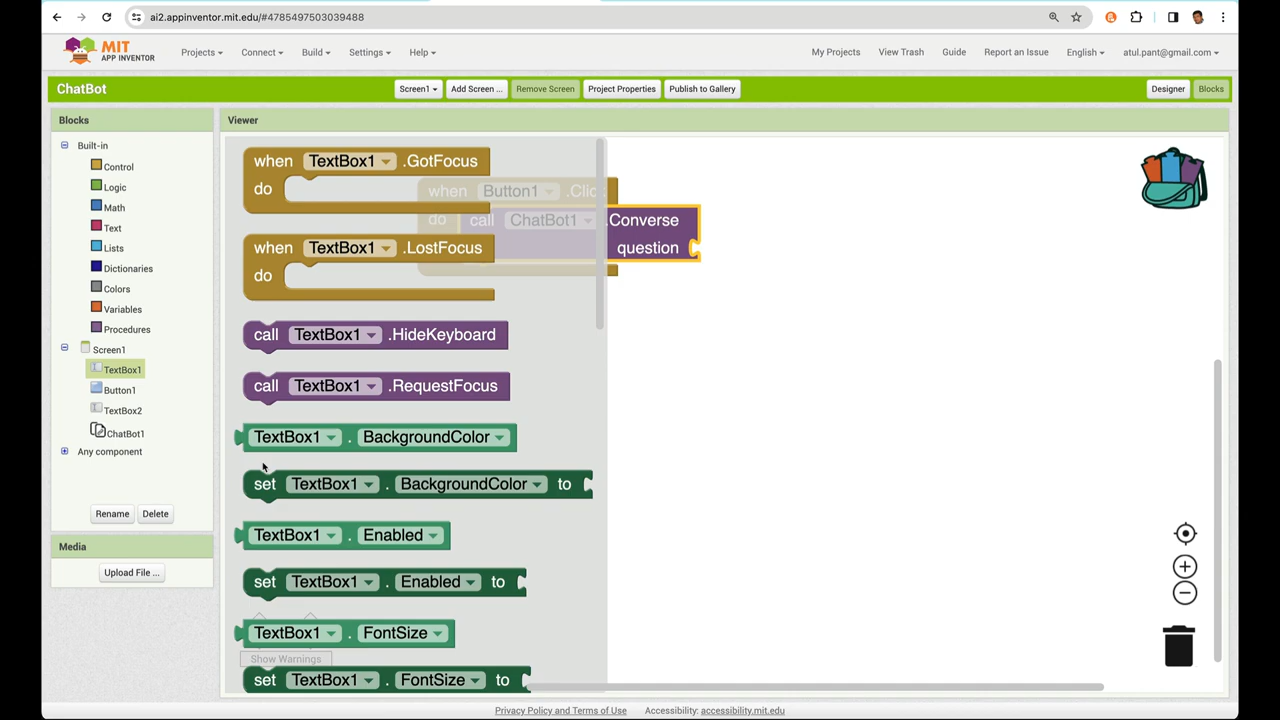 ai2.appinventor.mit.edu/#4785497503039488
MIT
APP INVENTOR
Projects Connect Build Settings Help My Projects View Trash Guide Report an Issue English atul.pant@gmail.com
ChatBot Screen1 Add Screen ... Remove Screen Project Properties Publish to Gallery Designer Blocks
Blocks
Built-in
Control
Logic
Math
Text
Lists
Dictionaries
Colors
Variables
Procedures
Screen1
TextBox1
Button1
TextBox2
ChatBot1
Any component
Rename Delete
Media
Upload File ...
Viewer
when TextBox1 .GotFocus
do
when Button1 .Click
do call ChatBot1 .Converse
question
when TextBox1 .LostFocus
do
call TextBox1 .HideKeyboard
call TextBox1 .RequestFocus
TextBox1 . BackgroundColor
set TextBox1 . BackgroundColor to
TextBox1 . Enabled
set TextBox1 . Enabled to
TextBox1 . FontSize
Show Warnings
set TextBox1 . FontSize to
Privacy Policy and Terms of Use Accessibility: accessibility.mit.edu